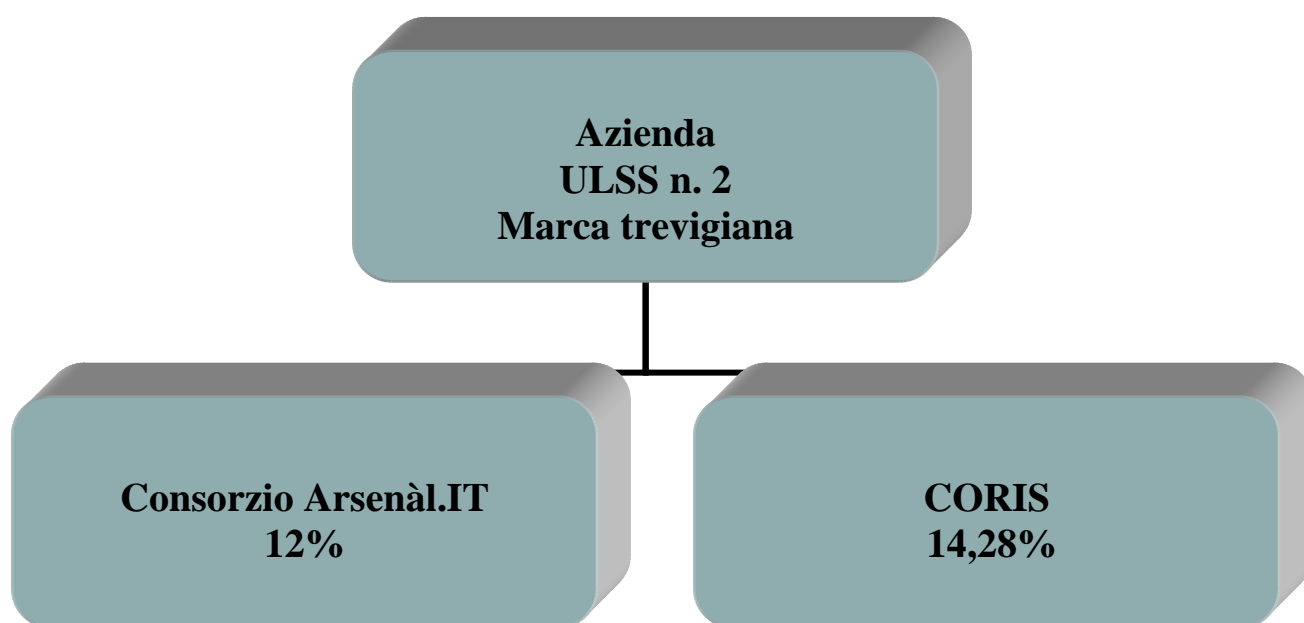 Azienda
ULSS n. 2
Marca trevigiana
Consorzio Arsenàl.IT
12%
CORIS
14,28%